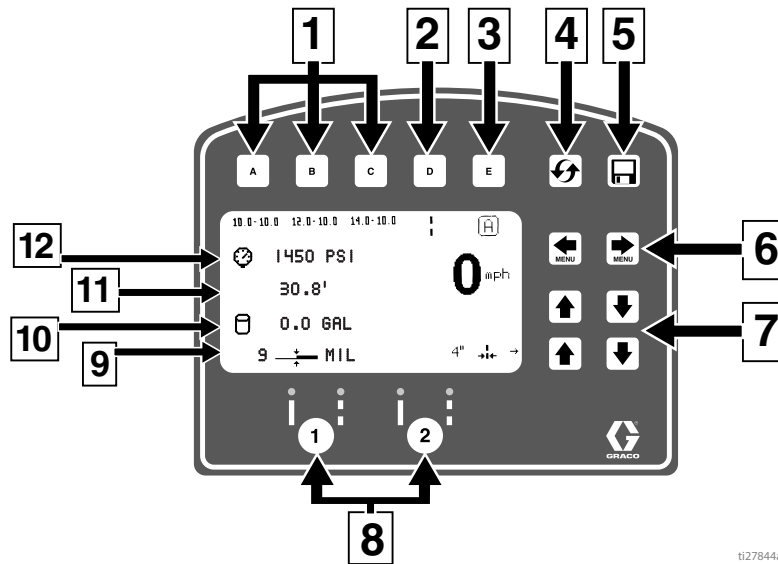 1 2 3 4 5
A B C D E
10.0-10.0 12.0-10.0 14.0-10.0 A
12 1450 PSI 0 mph MENU MENU 6
11 30.8'
10 0.0 GAL 7
9 9 MIL 4"
1 2 GRACO
8
ti27844a